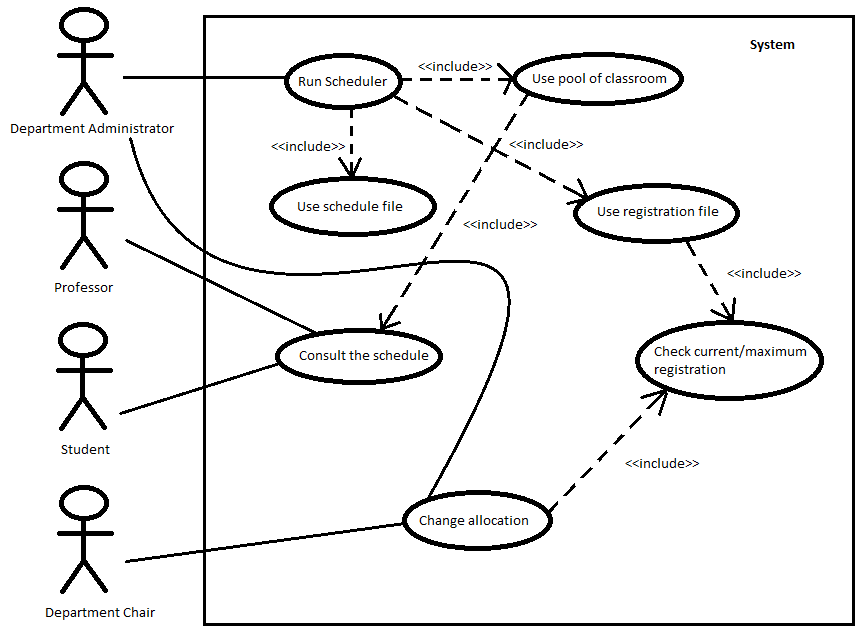 System
<<include>>
Run Scheduler
Use pool of classroom
Department Administrator
<<include>>
<<include>>
Use schedule file
Use registration file
<<include>>
Professor
<<include>>
Consult the schedule
Check current/maximum
registration
Student
<<include>>
Change allocation
Department Chair